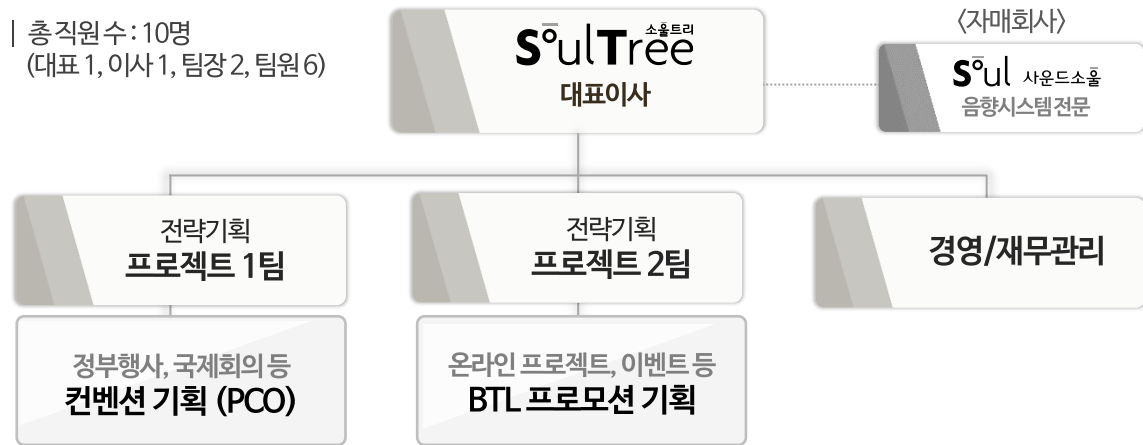 총 직원 수 : 10명
(대표 1, 이사 1, 팀장 2, 팀원 6)
소울트리
SoulTree
대표이사
<자매회사>
Soul 사운드소울
음향시스템 전문
전략기획
프로젝트 1팀
전략기획
프로젝트 2팀
경영/재무관리
정부행사, 국제회의 등
컨벤션 기획 (PCO)
온라인 프로젝트, 이벤트 등
BTL 프로모션 기획